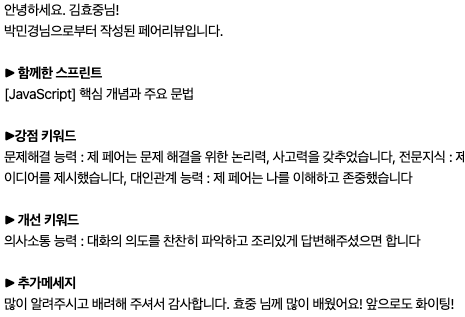 안녕하세요. 김효중님!
박민경님으로부터 작성된 페어리뷰입니다.
▶ 함께한 스프린트
[JavaScript] 핵심 개념과 주요 문법
▶강점 키워드
문제해결 능력 : 제 페어는 문제 해결을 위한 논리력, 사고력을 갖추었습니다, 전문지식 : 제
이디어를 제시했습니다, 대인관계 능력 : 제 페어는 나를 이해하고 존중했습니다
▶ 개선 키워드
의사소통 능력 : 대화의 의도를 찬찬히 파악하고 조리있게 답변해주셨으면 합니다
▶ 추가메세지
많이 알려주시고 배려해 주셔서 감사합니다. 효중 님께 많이 배웠어요! 앞으로도 화이팅!